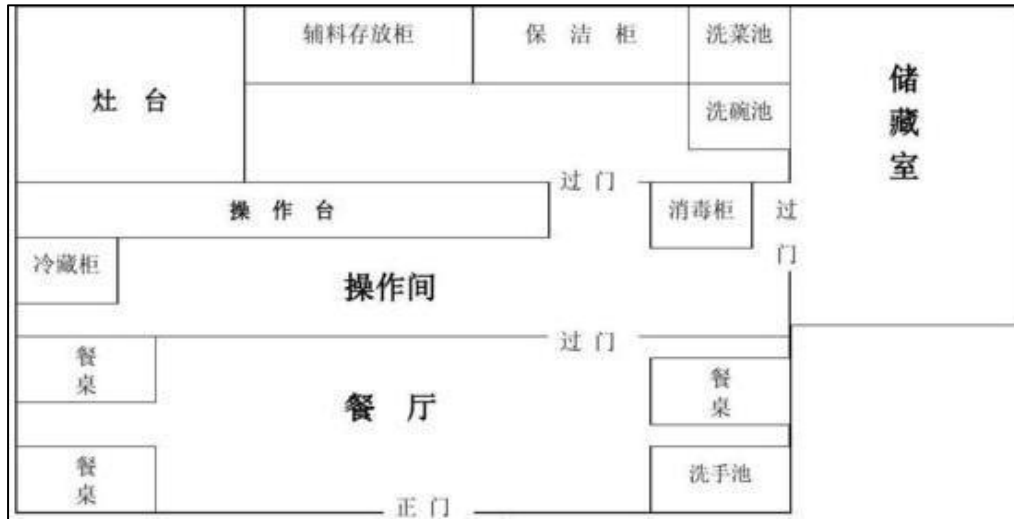 辅料存放柜
保 洁 柜
洗菜池
储藏室
灶 台
洗碗池
过 门
操 作 台
消毒柜
过门
冷藏柜
操作间
过 门
餐桌
餐桌
餐 厅
餐桌
洗手池
正 门